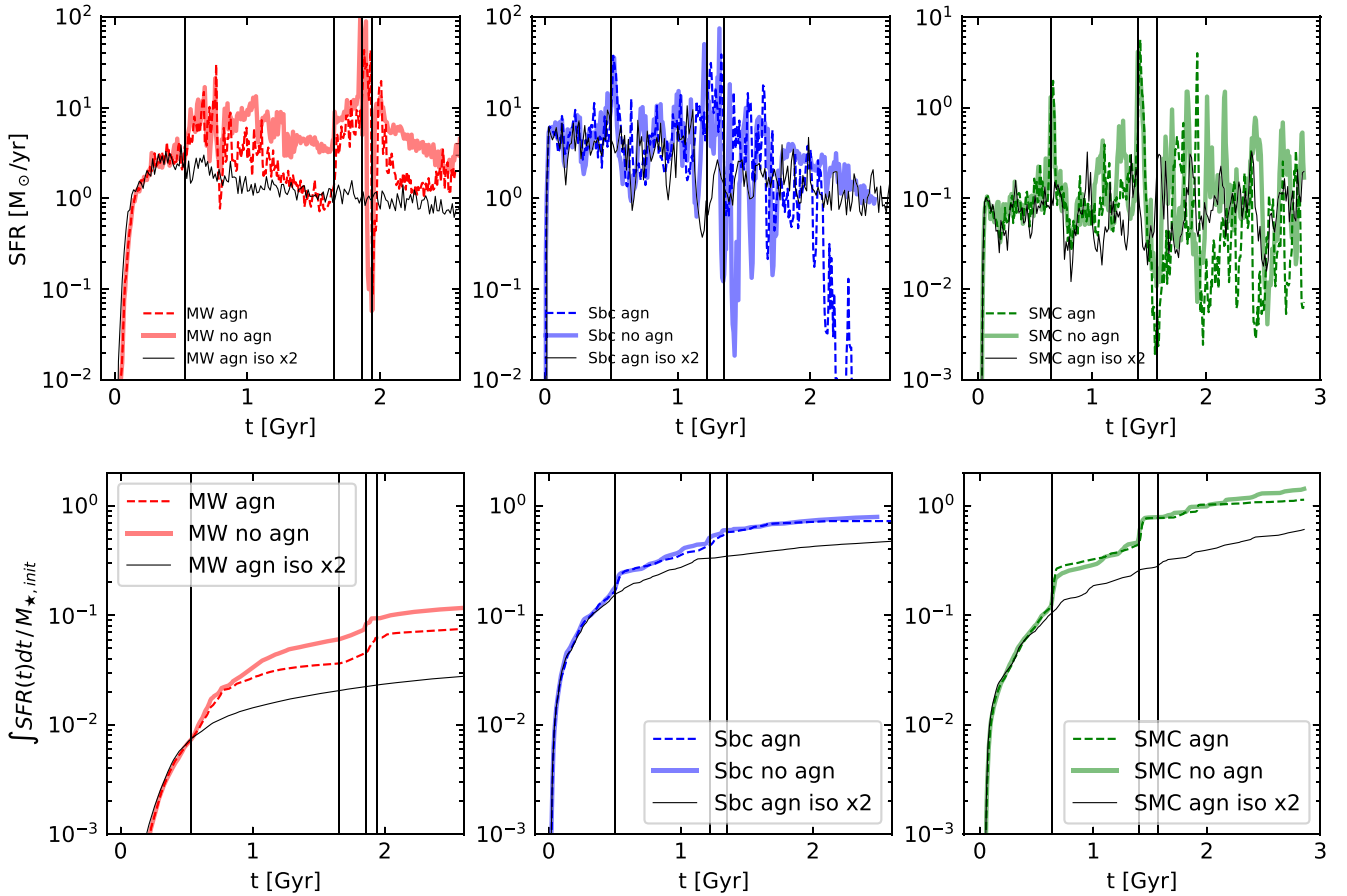 10²
10¹
10⁰
10⁻¹
10⁻²
SFR [M☉/yr]
MW agn
MW no agn
MW agn iso x2
0 1 2
t [Gyr]
10²
10¹
10⁰
10⁻¹
10⁻²
Sbc agn
Sbc no agn
Sbc agn iso x2
0 1 2
t [Gyr]
10¹
10⁰
10⁻¹
10⁻²
10⁻³
SMC agn
SMC no agn
SMC agn iso x2
0 1 2 3
t [Gyr]
10⁰
10⁻¹
10⁻²
10⁻³
∫SFR(t)dt / M⋆,init
MW agn
MW no agn
MW agn iso x2
0 1 2
t [Gyr]
10⁰
10⁻¹
10⁻²
10⁻³
Sbc agn
Sbc no agn
Sbc agn iso x2
0 1 2
t [Gyr]
10⁰
10⁻¹
10⁻²
10⁻³
SMC agn
SMC no agn
SMC agn iso x2
0 1 2 3
t [Gyr]